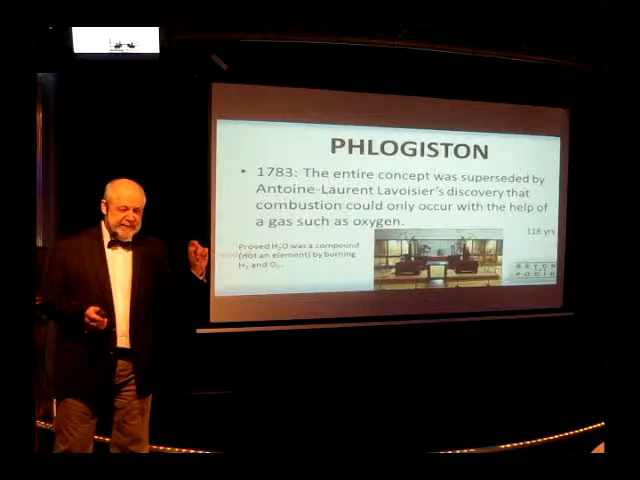 PHLOGISTON
• 1783: The entire concept was superseded by
Antoine-Laurent Lavoisier's discovery that
combustion could only occur with the help of
a gas such as oxygen.
116 yrs
Proved H₂O was a compound
(not an element) by burning
H₂ and O₂.